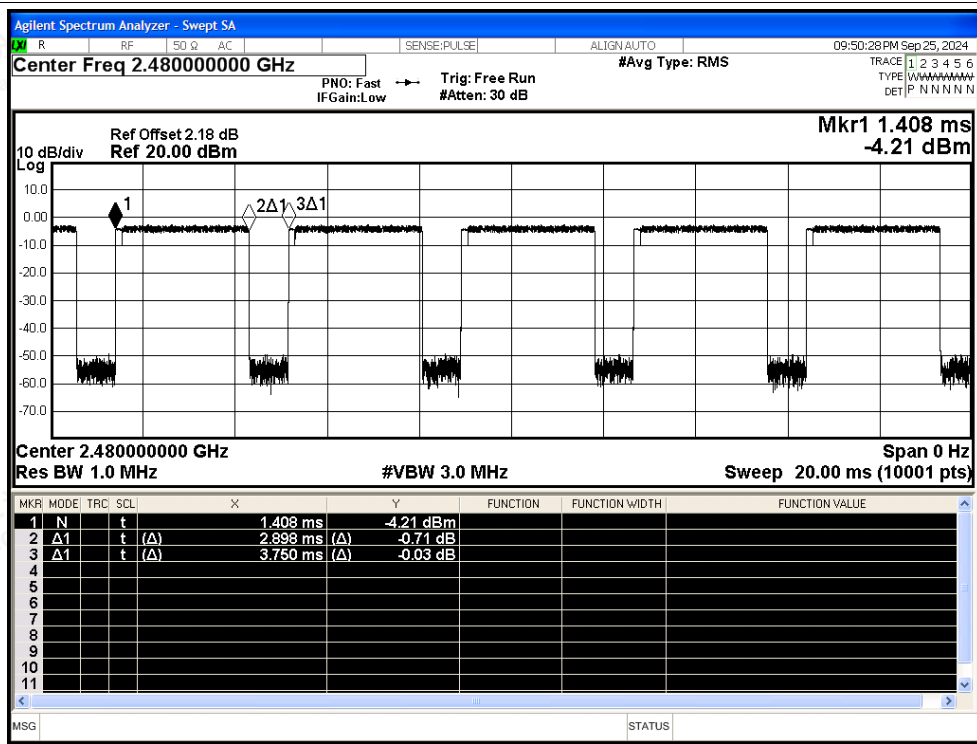 Agilent Spectrum Analyzer - Swept SA
LXI R RF 50 Ω AC SENSE:PULSE ALIGN AUTO 09:50:28 PM Sep 25, 2024
Center Freq 2.480000000 GHz
PNO: Fast
IFGain:Low
Trig: Free Run
#Atten: 30 dB
#Avg Type: RMS
TRACE 1 2 3 4 5 6
TYPE
DET P N N N N N
Mkr1 1.408 ms
-4.21 dBm
Ref Offset 2.18 dB
10 dB/div Ref 20.00 dBm
Log
1 2Δ1 3Δ1
10.0
0.00
-10.0
-20.0
-30.0
-40.0
-50.0
-60.0
-70.0
Center 2.480000000 GHz Span 0 Hz
Res BW 1.0 MHz #VBW 3.0 MHz Sweep 20.00 ms (10001 pts)
MKR MODE TRC SCL X Y FUNCTION FUNCTION WIDTH FUNCTION VALUE
1 N t 1.408 ms -4.21 dBm
2 Δ1 t (Δ) 2.898 ms (Δ) -0.71 dB
3 Δ1 t (Δ) 3.750 ms (Δ) -0.03 dB
4
5
6
7
8
9
10
11
MSG STATUS